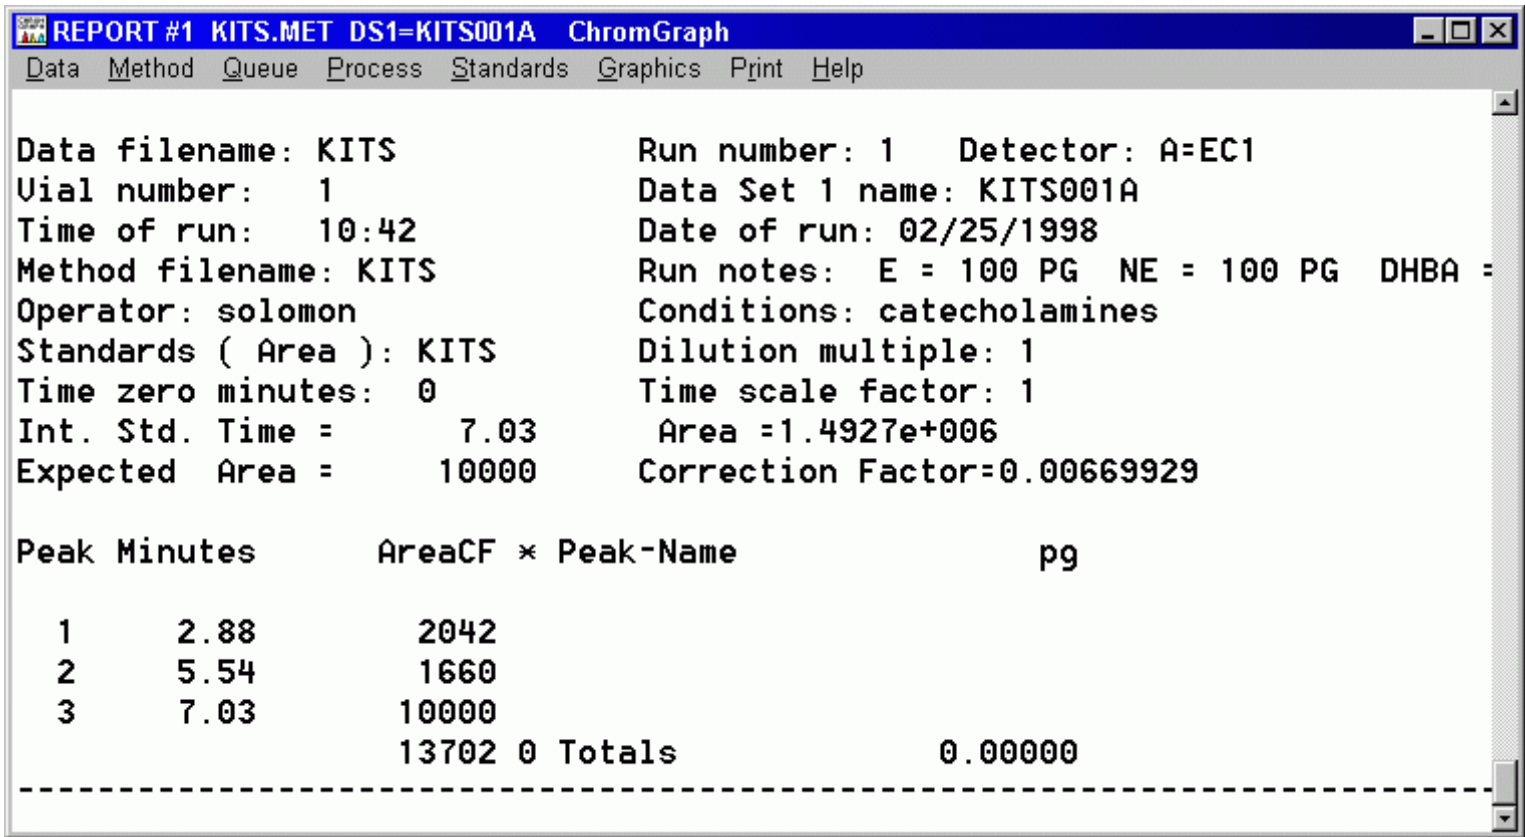 REPORT #1 KITS.MET DS1=KITS001A ChromGraph
Data Method Queue Process Standards Graphics Print Help
Data filename: KITS Run number: 1 Detector: A=EC1
Vial number: 1 Data Set 1 name: KITS001A
Time of run: 10:42 Date of run: 02/25/1998
Method filename: KITS Run notes: E = 100 PG NE = 100 PG DHBA =
Operator: solomon Conditions: catecholamines
Standards ( Area ): KITS Dilution multiple: 1
Time zero minutes: 0 Time scale factor: 1
Int. Std. Time = 7.03 Area =1.4927e+006
Expected Area = 10000 Correction Factor=0.00669929
Peak Minutes AreaCF * Peak-Name pg
1 2.88 2042
2 5.54 1660
3 7.03 10000
13702 0 Totals 0.00000
--------------------------------------------------------------------------